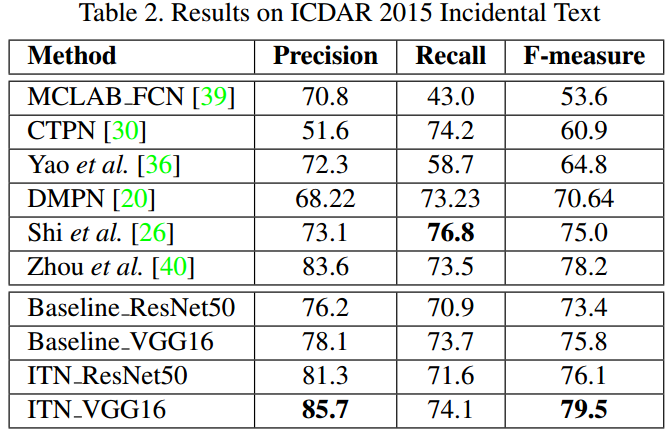 Table 2. Results on ICDAR 2015 Incidental Text
Method Precision Recall F-measure
MCLAB_FCN [39] 70.8 43.0 53.6
CTPN [30] 51.6 74.2 60.9
Yao et al. [36] 72.3 58.7 64.8
DMPN [20] 68.22 73.23 70.64
Shi et al. [26] 73.1 76.8 75.0
Zhou et al. [40] 83.6 73.5 78.2
Baseline_ResNet50 76.2 70.9 73.4
Baseline_VGG16 78.1 73.7 75.8
ITN_ResNet50 81.3 71.6 76.1
ITN_VGG16 85.7 74.1 79.5